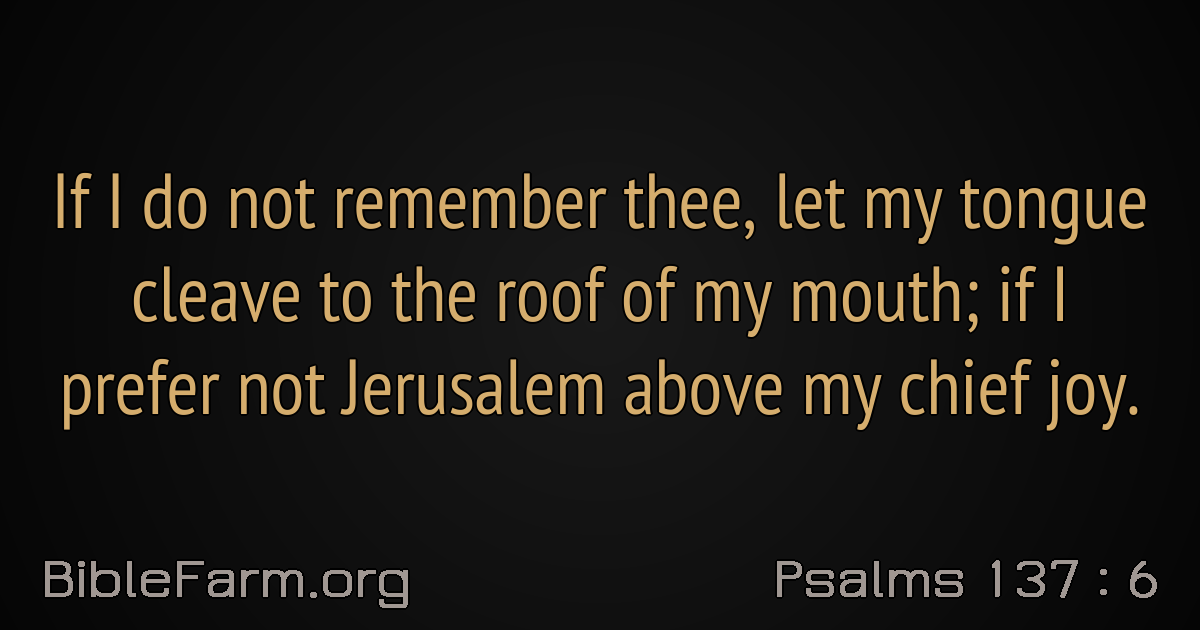 If I do not remember thee, let my tongue
cleave to the roof of my mouth; if I
prefer not Jerusalem above my chief joy.
BibleFarm.org
Psalms 137 : 6